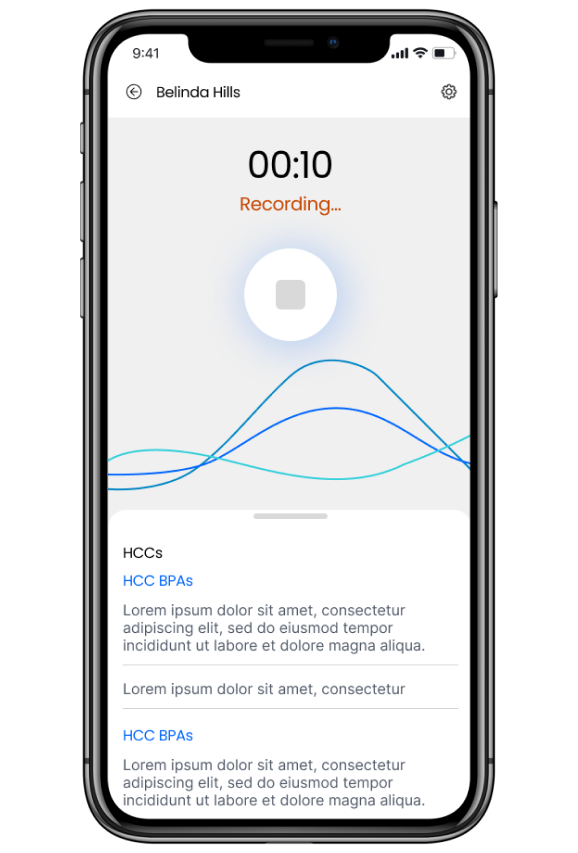 9:41
Belinda Hills
00:10
Recording...
HCCs
HCC BPAs
Lorem ipsum dolor sit amet, consectetur
adipiscing elit, sed do eiusmod tempor
incididunt ut labore et dolore magna aliqua.
Lorem ipsum dolor sit amet, consectetur
HCC BPAs
Lorem ipsum dolor sit amet, consectetur
adipiscing elit, sed do eiusmod tempor
incididunt ut labore et dolore magna aliqua.